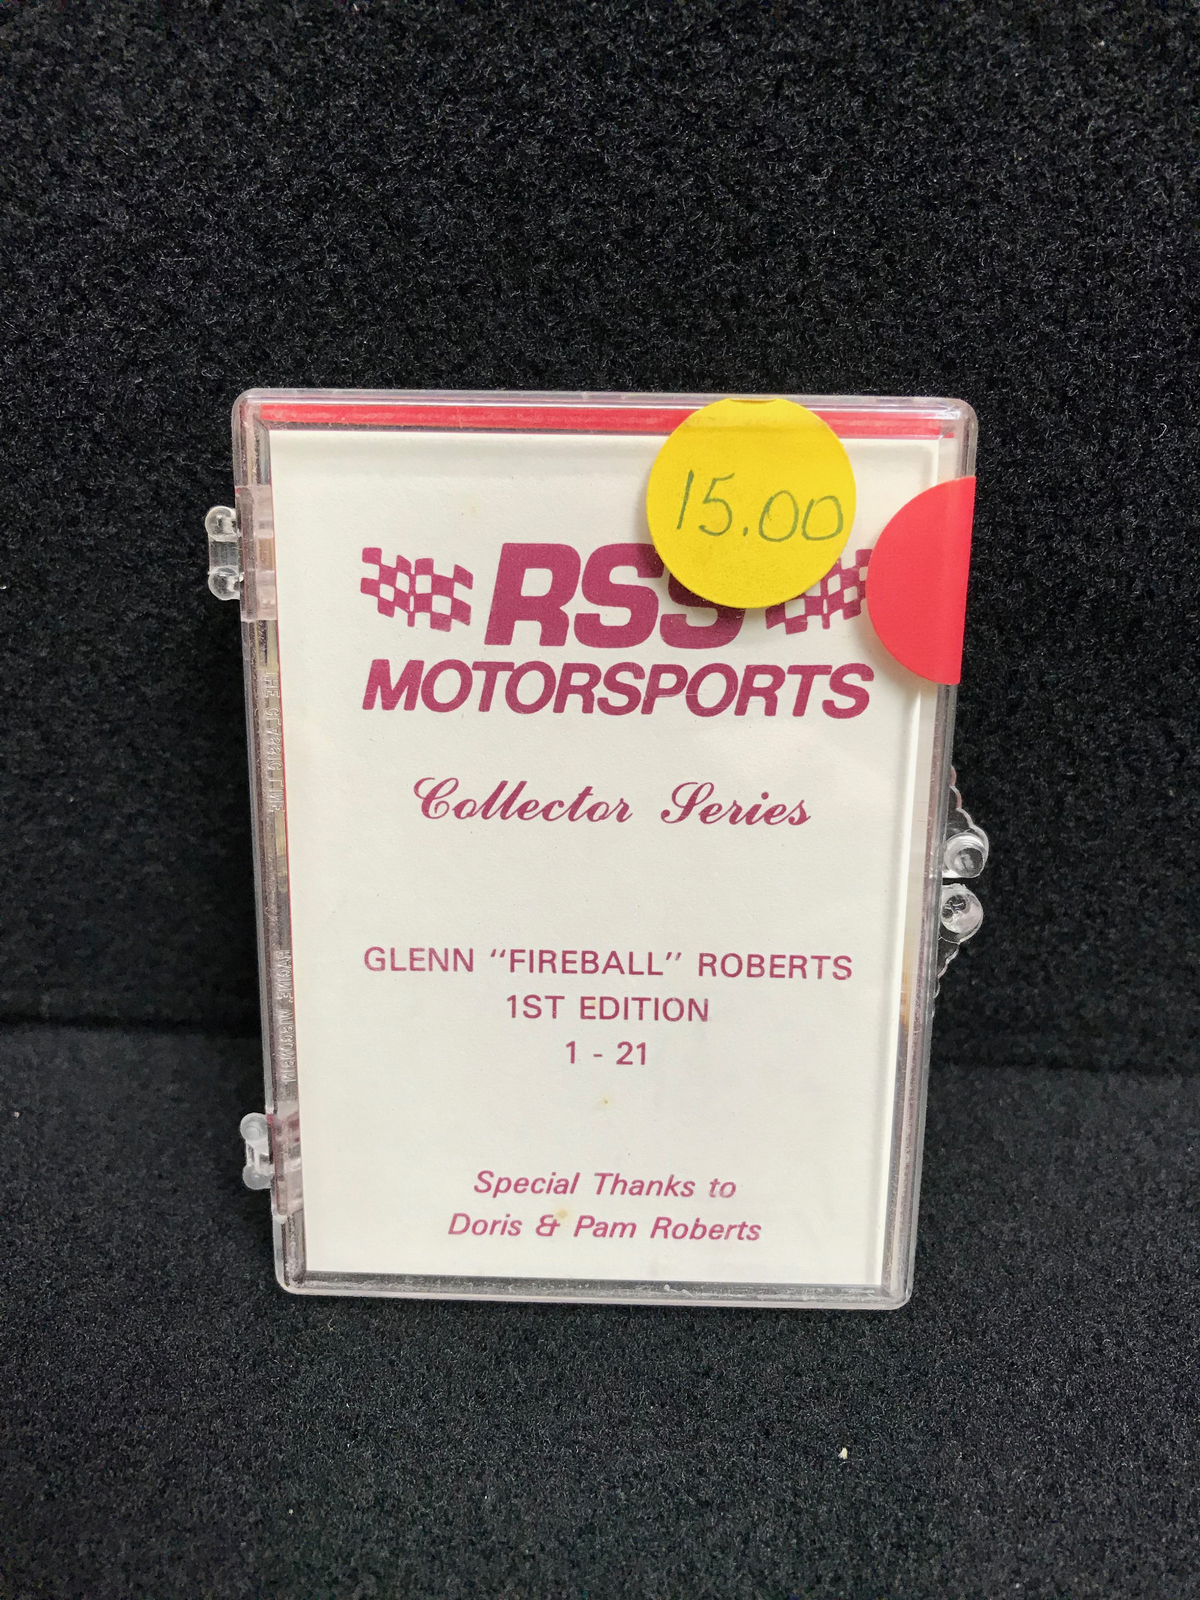 15.00
RSS
MOTORSPORTS
Collector Series
GLENN "FIREBALL" ROBERTS
1ST EDITION
1 - 21
Special Thanks to
Doris & Pam Roberts